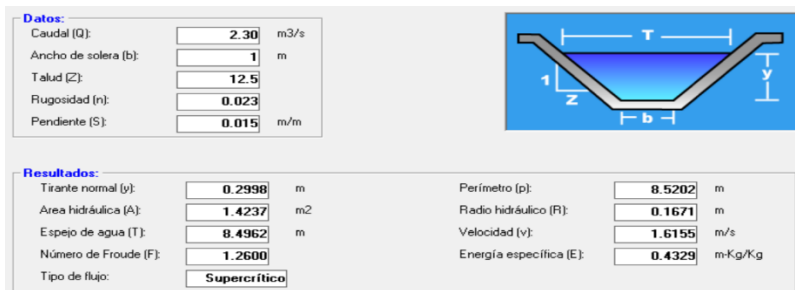 Datos:
Caudal (Q): 2.30 m3/s
Ancho de solera (b): 1 m
Talud (Z): 12.5
Rugosidad (n): 0.023
Pendiente (S): 0.015 m/m
T
1
Z
y
b
Resultados:
Tirante normal (y): 0.2998 m Perímetro (p): 8.5202 m
Area hidráulica (A): 1.4237 m2 Radio hidráulico (R): 0.1671 m
Espejo de agua (T): 8.4962 m Velocidad (v): 1.6155 m/s
Número de Froude (F): 1.2600 Energía específica (E): 0.4329 m-Kg/Kg
Tipo de flujo: Supercrítico